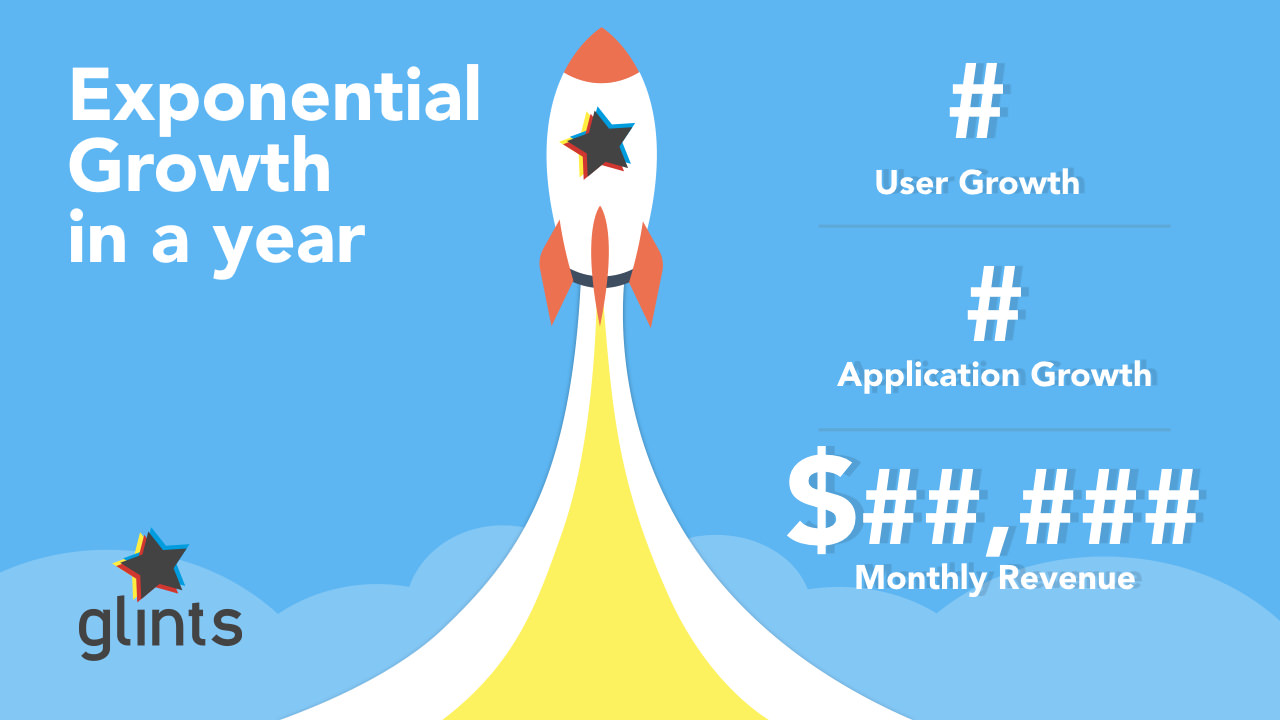 Exponential
Growth
in a year
#
User Growth
#
Application Growth
$##,###
Monthly Revenue
glints